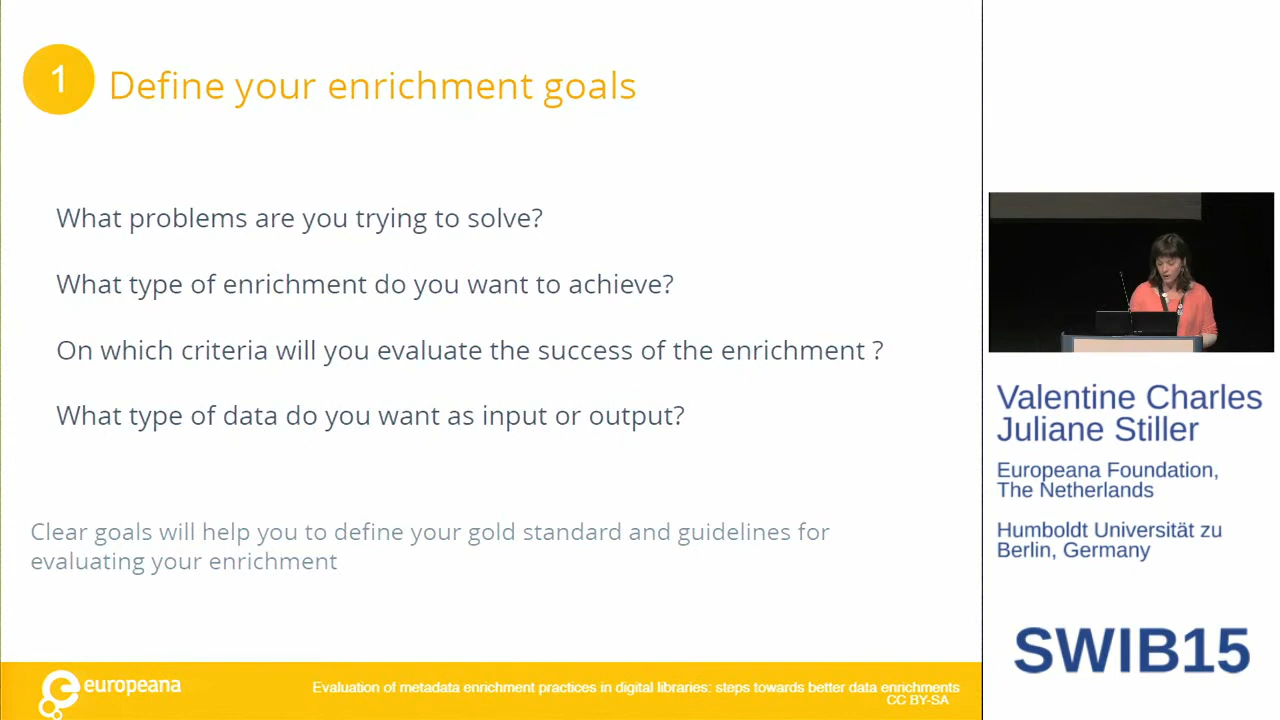 1 Define your enrichment goals
What problems are you trying to solve?
What type of enrichment do you want to achieve?
On which criteria will you evaluate the success of the enrichment ?
What type of data do you want as input or output?
Clear goals will help you to define your gold standard and guidelines for
evaluating your enrichment
europeana
Evaluation of metadata enrichment practices in digital libraries: steps towards better data enrichments
CC BY-SA
Valentine Charles
Juliane Stiller
Europeana Foundation,
The Netherlands
Humboldt Universität zu
Berlin, Germany
SWIB15